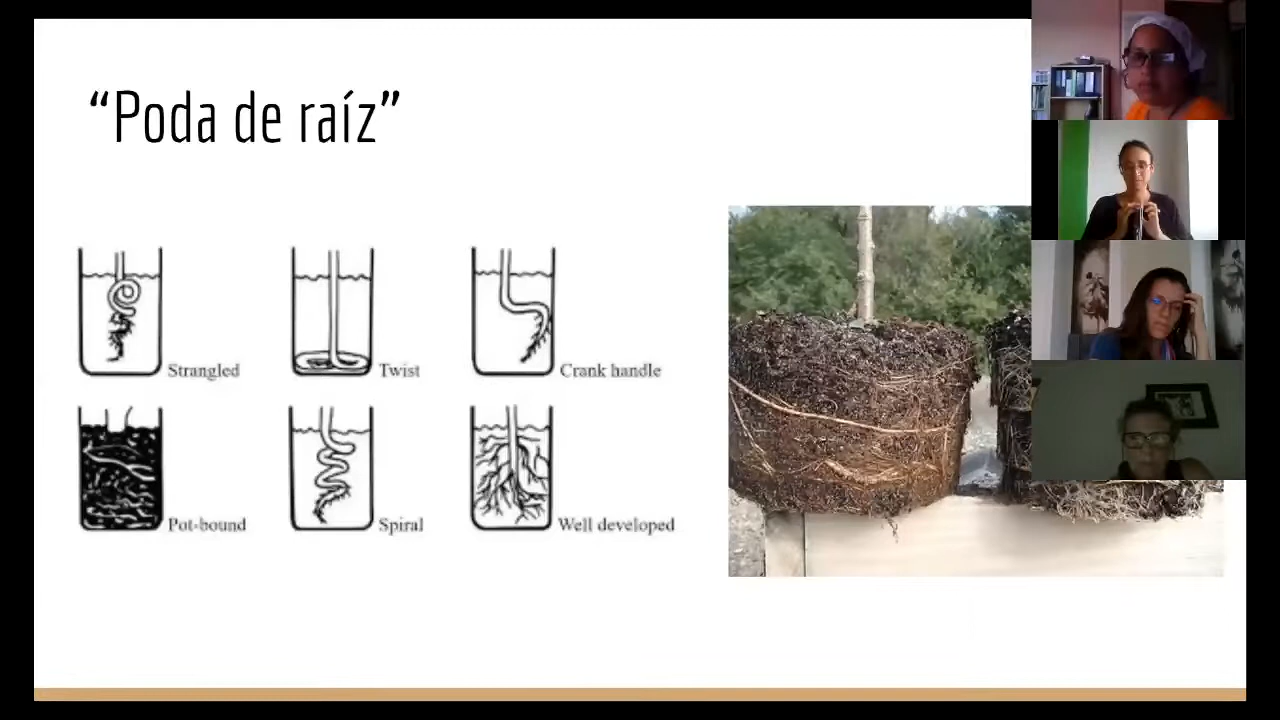 “Poda de raíz”
Strangled
Twist
Crank handle
Pot-bound
Spiral
Well developed